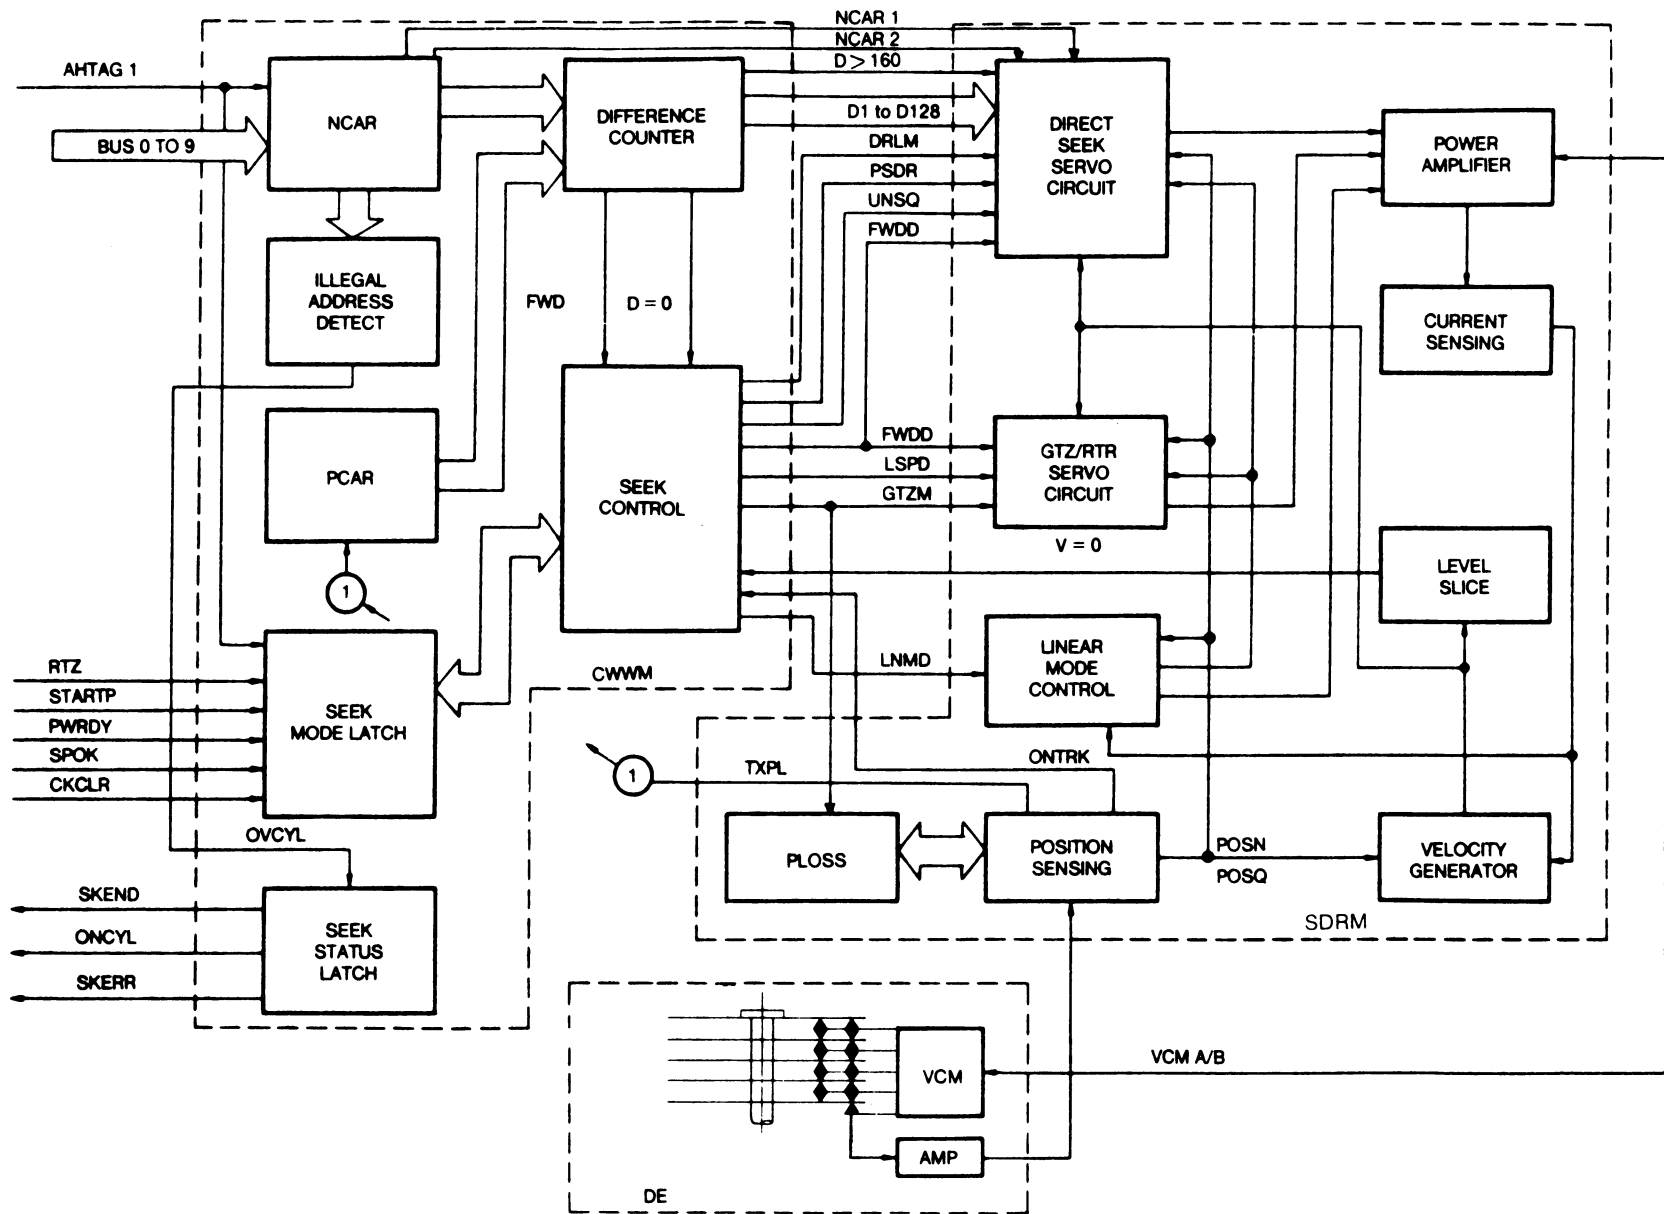 NCAR 1
NCAR 2
D > 160
AHTAG 1
BUS 0 TO 9
NCAR
DIFFERENCE
COUNTER
D1 to D128
DRLM
PSDR
UNSQ
FWDD
DIRECT
SEEK
SERVO
CIRCUIT
POWER
AMPLIFIER
ILLEGAL
ADDRESS
DETECT
FWD
D = 0
CURRENT
SENSING
PCAR
SEEK
CONTROL
FWDD
LSPD
GTZM
GTZ/RTR
SERVO
CIRCUIT
V = 0
LEVEL
SLICE
1
RTZ
STARTP
PWRDY
SPOK
CKCLR
SEEK
MODE LATCH
CWWM
LNMD
LINEAR
MODE
CONTROL
1
TXPL
ONTRK
OVCYL
PLOSS
POSITION
SENSING
POSN
POSQ
VELOCITY
GENERATOR
SKEND
ONCYL
SKERR
SEEK
STATUS
LATCH
SDRM
VCM
VCM A/B
AMP
DE